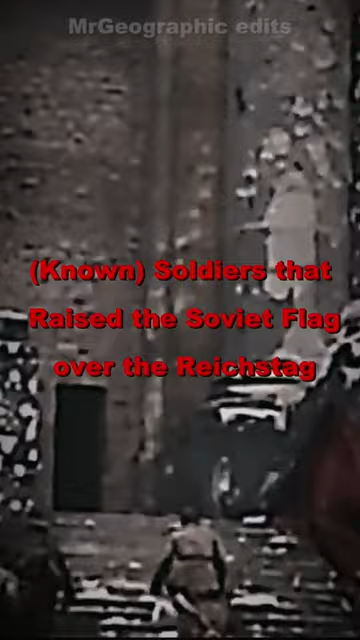 MrGeographic edits
(Known) Soldiers that
Raised the Soviet Flag
over the Reichstag